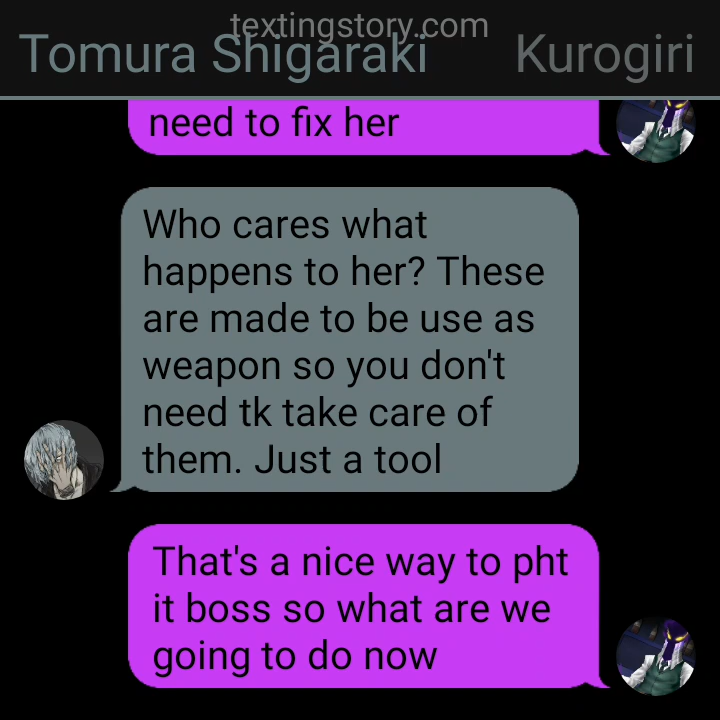 textingstory.com
Tomura Shigaraki Kurogiri
need to fix her
Who cares what
happens to her? These
are made to be use as
weapon so you don't
need tk take care of
them. Just a tool
That's a nice way to pht
it boss so what are we
going to do now